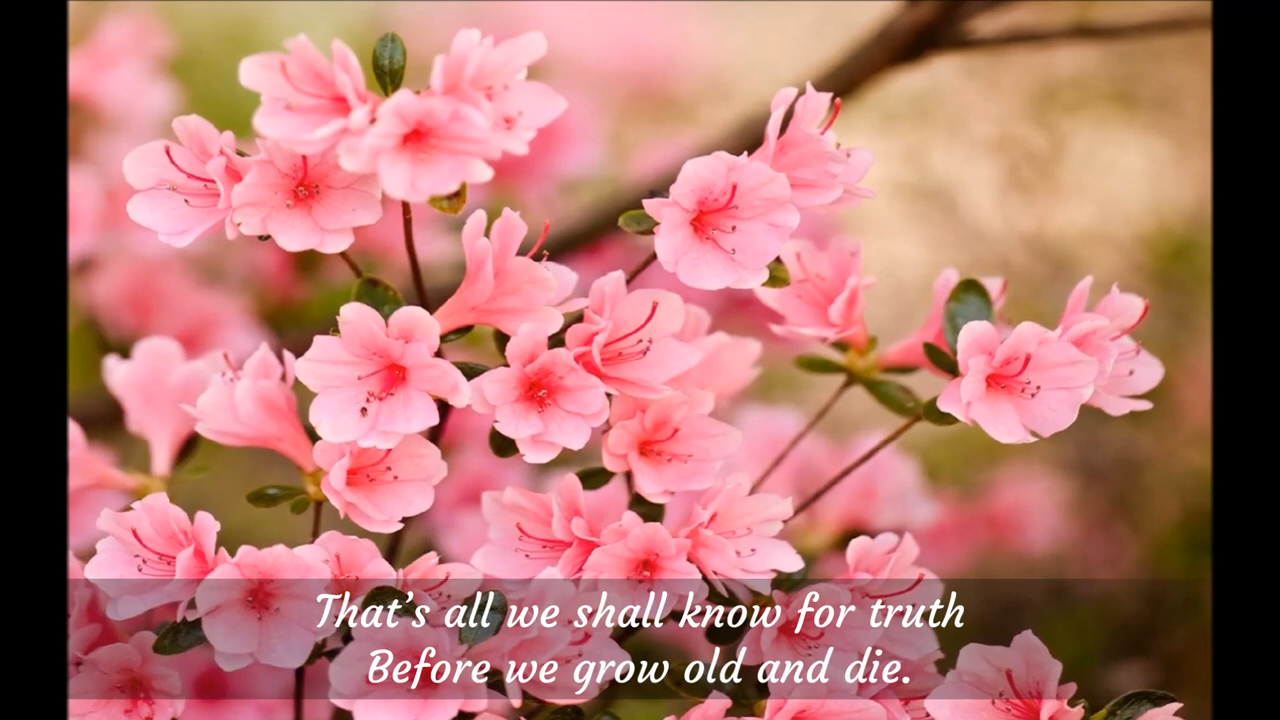 That’s all we shall know for truth
Before we grow old and die.